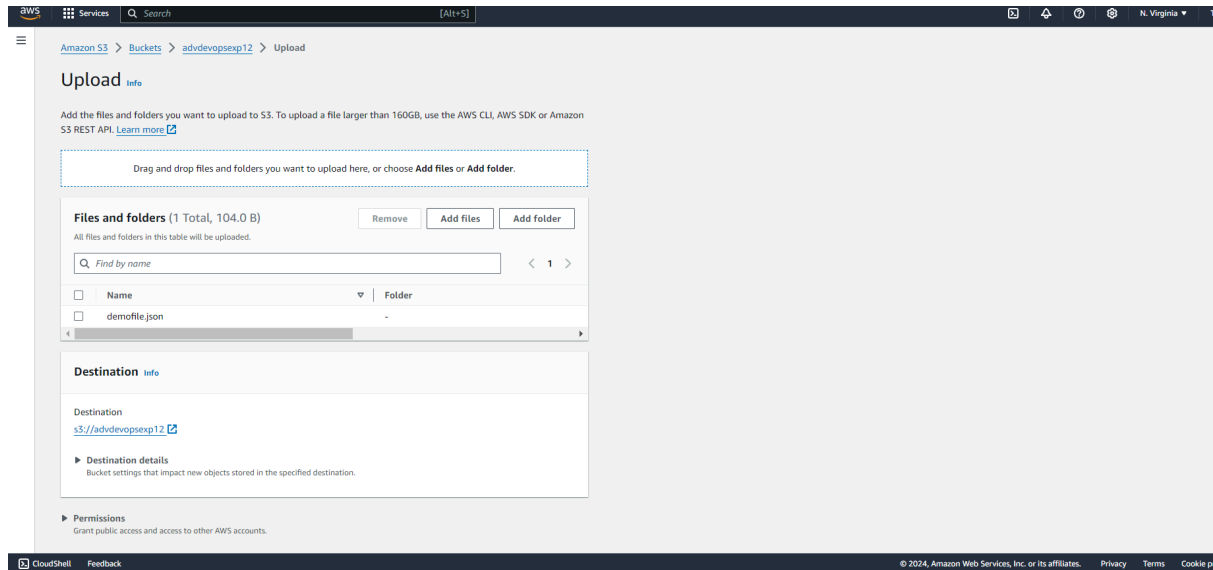 aws Services Search [Alt+S] N. Virginia
Amazon S3 > Buckets > advdevopsexp12 > Upload
Upload Info
Add the files and folders you want to upload to S3. To upload a file larger than 160GB, use the AWS CLI, AWS SDK or Amazon
S3 REST API. Learn more
Drag and drop files and folders you want to upload here, or choose Add files or Add folder.
Files and folders (1 Total, 104.0 B) Remove Add files Add folder
All files and folders in this table will be uploaded.
Find by name < 1 >
Name Folder
demofile.json -
Destination Info
Destination
s3://advdevopsexp12
Destination details
Bucket settings that impact new objects stored in the specified destination.
Permissions
Grant public access and access to other AWS accounts.
CloudShell Feedback © 2024, Amazon Web Services, Inc. or its affiliates. Privacy Terms Cookie